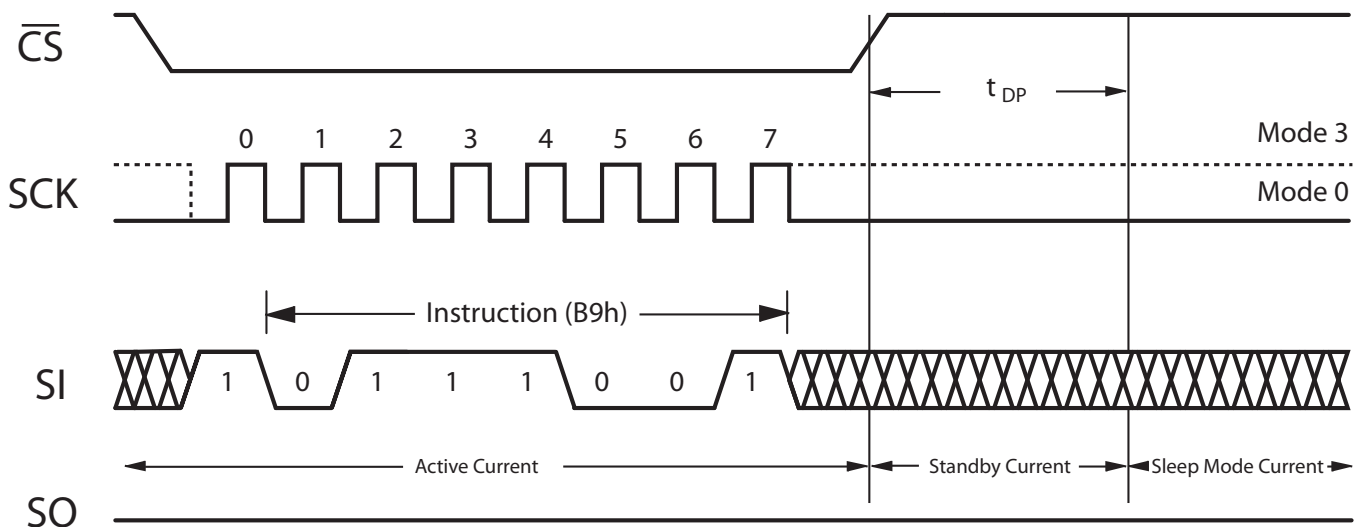 CS
t DP
0 1 2 3 4 5 6 7
Mode 3
SCK
Mode 0
Instruction (B9h)
SI
1 0 1 1 1 0 0 1
Active Current
Standby Current
Sleep Mode Current
SO